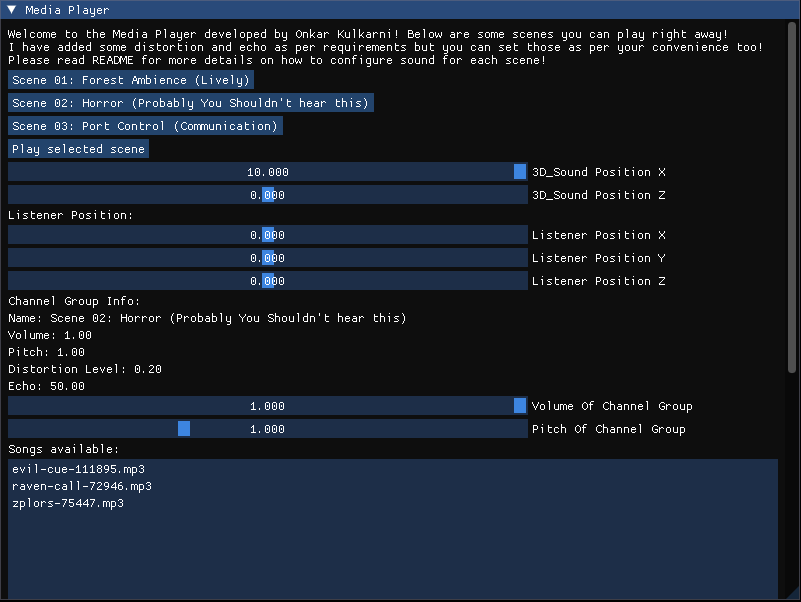 Media Player
Welcome to the Media Player developed by Onkar Kulkarni! Below are some scenes you can play right away!
I have added some distortion and echo as per requirements but you can set those as per your convenience too!
Please read README for more details on how to configure sound for each scene!
Scene 01: Forest Ambience (Lively)
Scene 02: Horror (Probably You Shouldn't hear this)
Scene 03: Port Control (Communication)
Play selected scene
10.000 3D_Sound Position X
0.000 3D_Sound Position Z
Listener Position:
0.000 Listener Position X
0.000 Listener Position Y
0.000 Listener Position Z
Channel Group Info:
Name: Scene 02: Horror (Probably You Shouldn't hear this)
Volume: 1.00
Pitch: 1.00
Distortion Level: 0.20
Echo: 50.00
1.000 Volume Of Channel Group
1.000 Pitch Of Channel Group
Songs available:
evil-cue-111895.mp3
raven-call-72946.mp3
zplors-75447.mp3